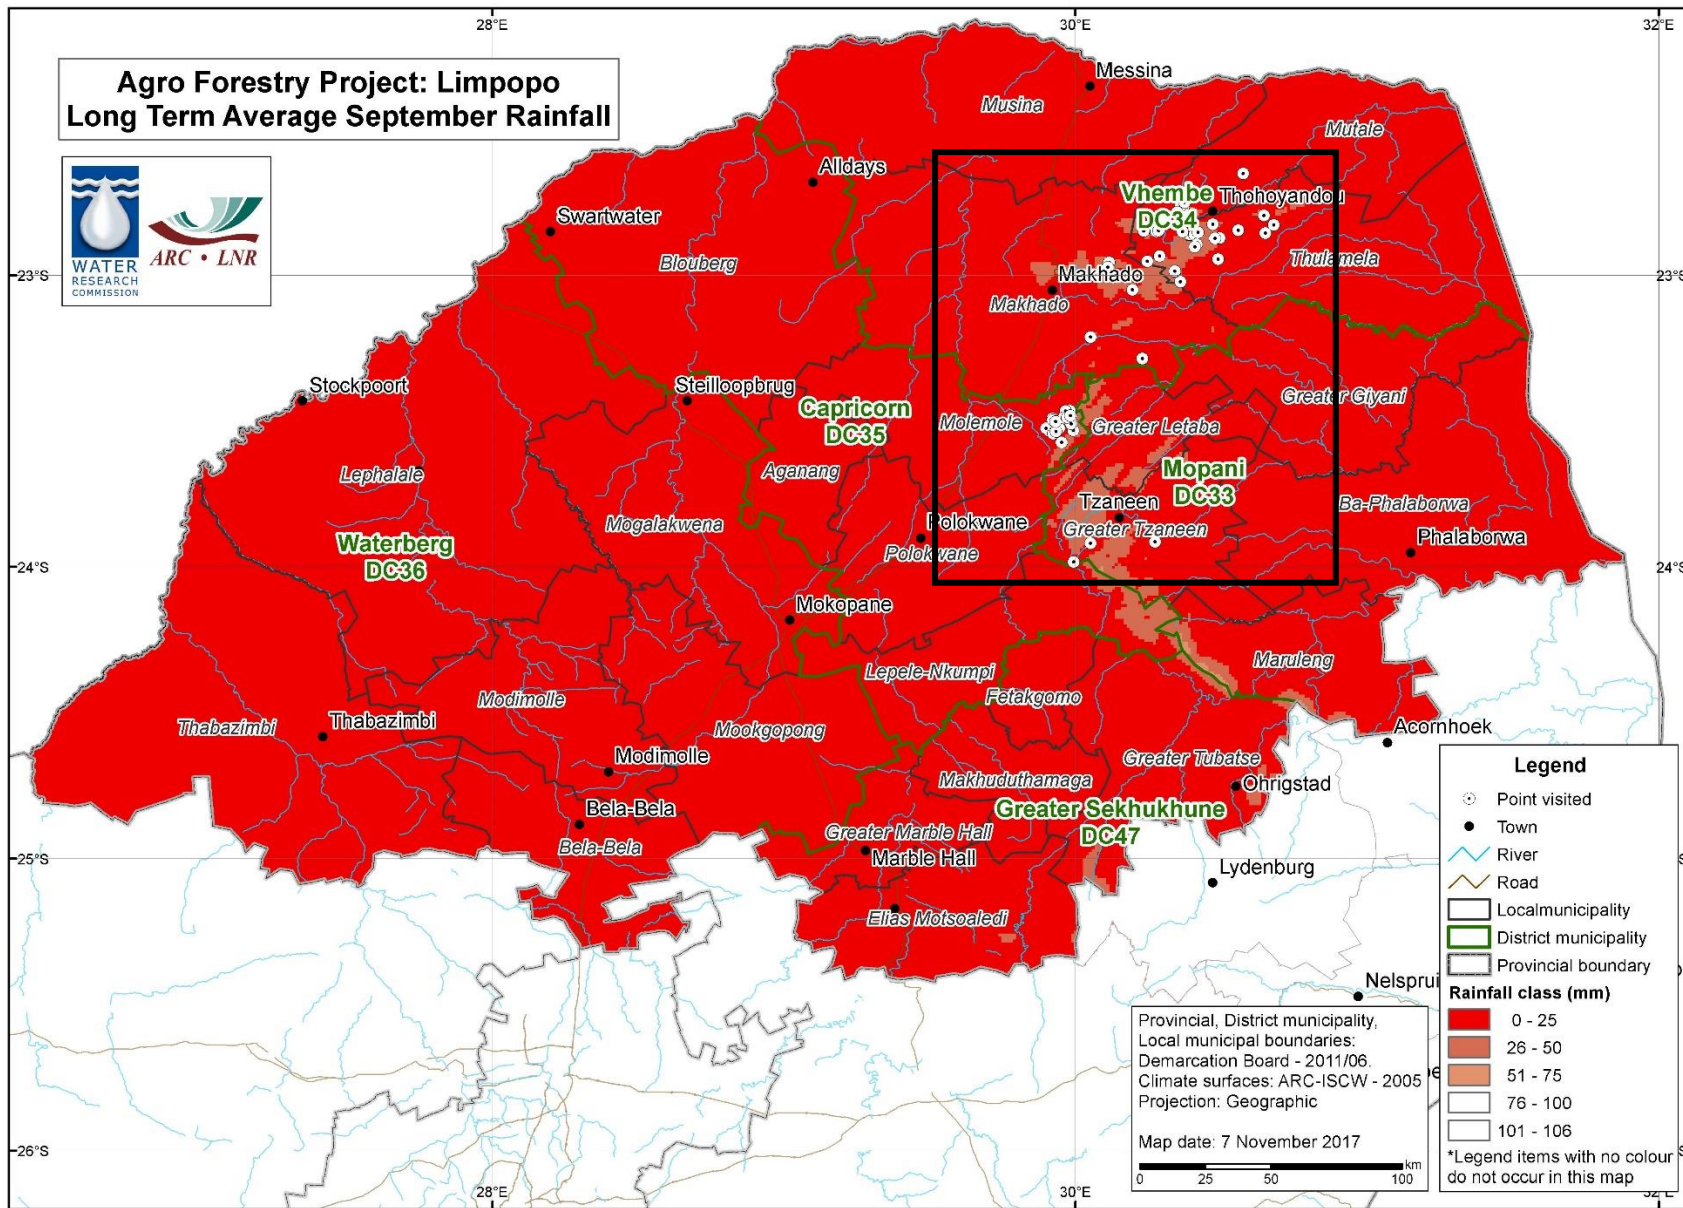 28°E
30°E
32°E
Agro Forestry Project: Limpopo
Long Term Average September Rainfall
WATER
RESEARCH
COMMISSION
ARC • LNR
Messina
Musina
Mutale
Alldays
Vhembe
DC34
Thohoyandou
Swartwater
Blouberg
Thulamela
23°S
23°S
Makhado
Makhado
Stockpoort
Steilloopbrug
Capricorn
DC35
Molemole
Greater Giyani
Greater Letaba
Lephalale
Aganang
Mopani
DC33
Ba-Phalaborwa
Mogalakwena
Tzaneen
Greater Tzaneen
Polokwane
Polokwane
Phalaborwa
Waterberg
DC36
24°S
24°S
Mokopane
Lepele-Nkumpi
Maruleng
Fetakgomo
Modimolle
Thabazimbi
Thabazimbi
Mookgopong
Acornhoek
Modimolle
Greater Tubatse
Makhuduthamaga
Ohrigstad
Bela-Bela
Greater Sekhukhune
DC47
Greater Marble Hall
Bela-Bela
Marble Hall
25°S
Lydenburg
Elias Motsoaledi
Nelsprui
Legend
Point visited
Town
River
Road
Localmunicipality
District municipality
Provincial boundary
Rainfall class (mm)
0 - 25
26 - 50
51 - 75
76 - 100
101 - 106
*Legend items with no colour
do not occur in this map
Provincial, District municipality,
Local municipal boundaries:
Demarcation Board - 2011/06.
Climate surfaces: ARC-ISCW - 2005
Projection: Geographic
Map date: 7 November 2017
km
0 25 50 100
26°S
28°E
30°E